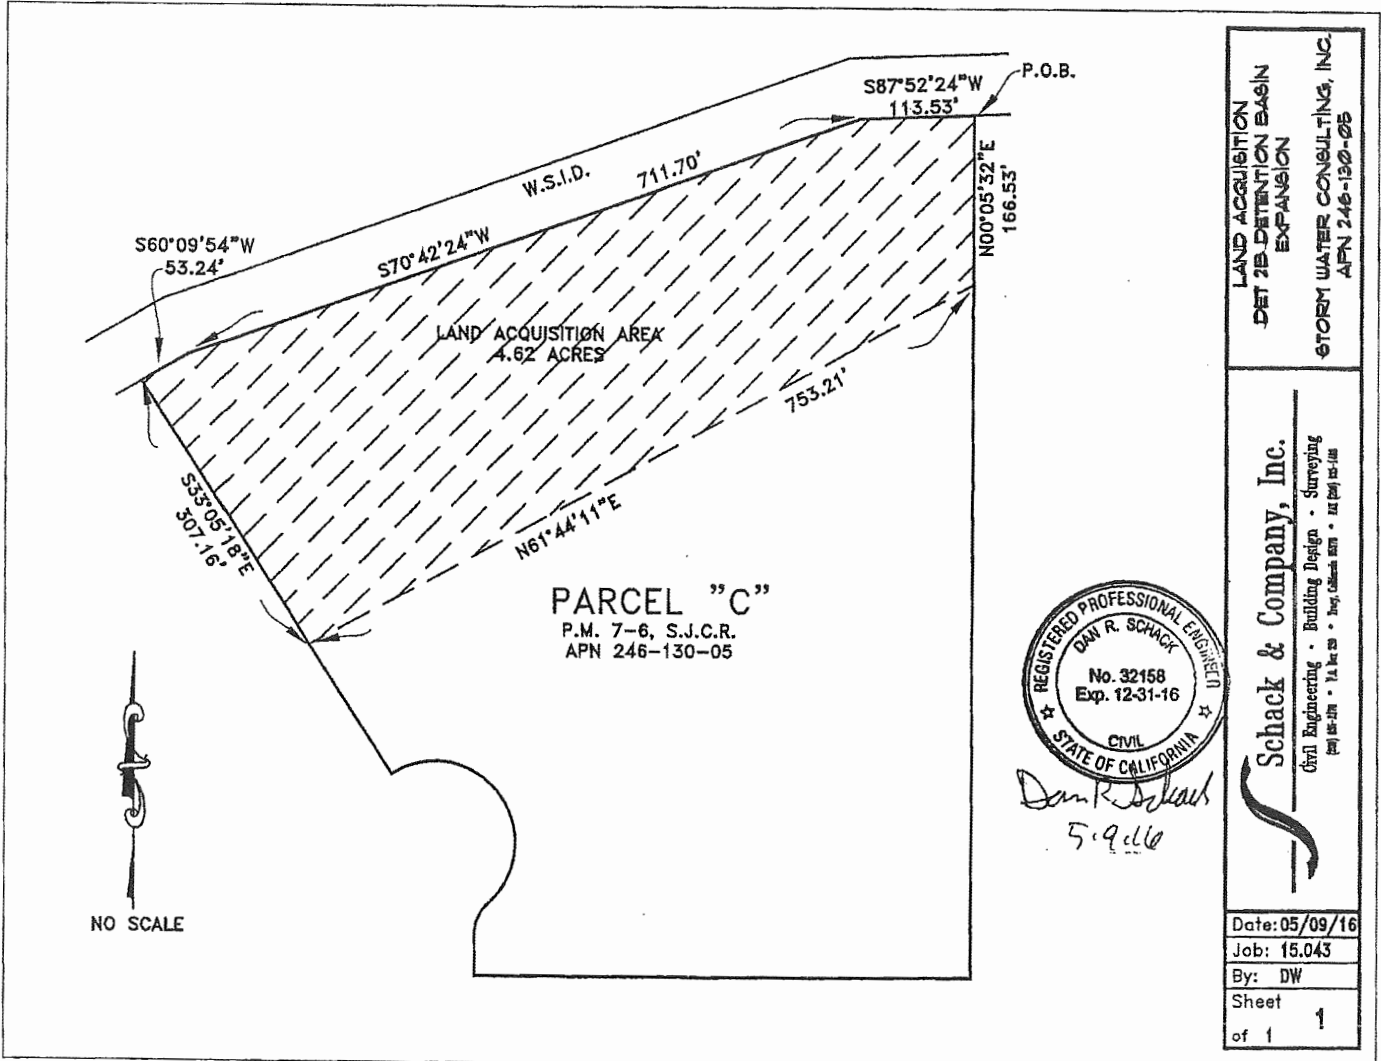 S87°52'24"W
113.53'
P.O.B.
W.S.I.D.
711.70'
S70°42'24"W
S60°09'54"W
53.24'
N00°05'32"E
166.53'
LAND ACQUISITION AREA
4.62 ACRES
753.21'
N61°44'11"E
S33°05'18"E
307.16'
PARCEL "C"
P.M. 7-6, S.J.C.R.
APN 246-130-05
NO SCALE
REGISTERED PROFESSIONAL ENGINEER
DAN R. SCHACK
No. 32158
Exp. 12-31-16
CIVIL
STATE OF CALIFORNIA
Dan R. Schack
5.9.16
LAND ACQUISITION
DET 2B DETENTION BASIN
EXPANSION
STORM WATER CONSULTING, INC.
APN 246-130-05
Schack & Company, Inc.
Civil Engineering • Building Design • Surveying
Date: 05/09/16
Job: 15.043
By: DW
Sheet 1
of 1